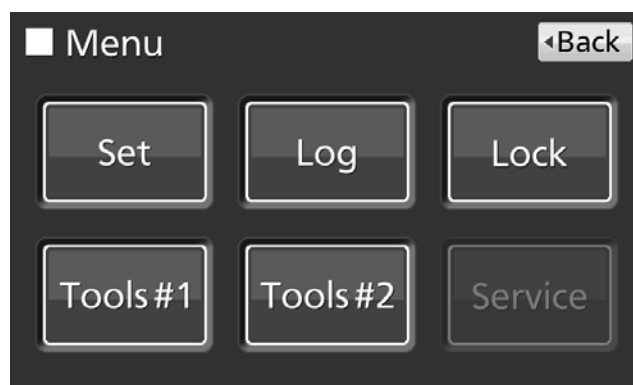 Menu
◂Back
Set
Log
Lock
Tools #1
Tools #2
Service